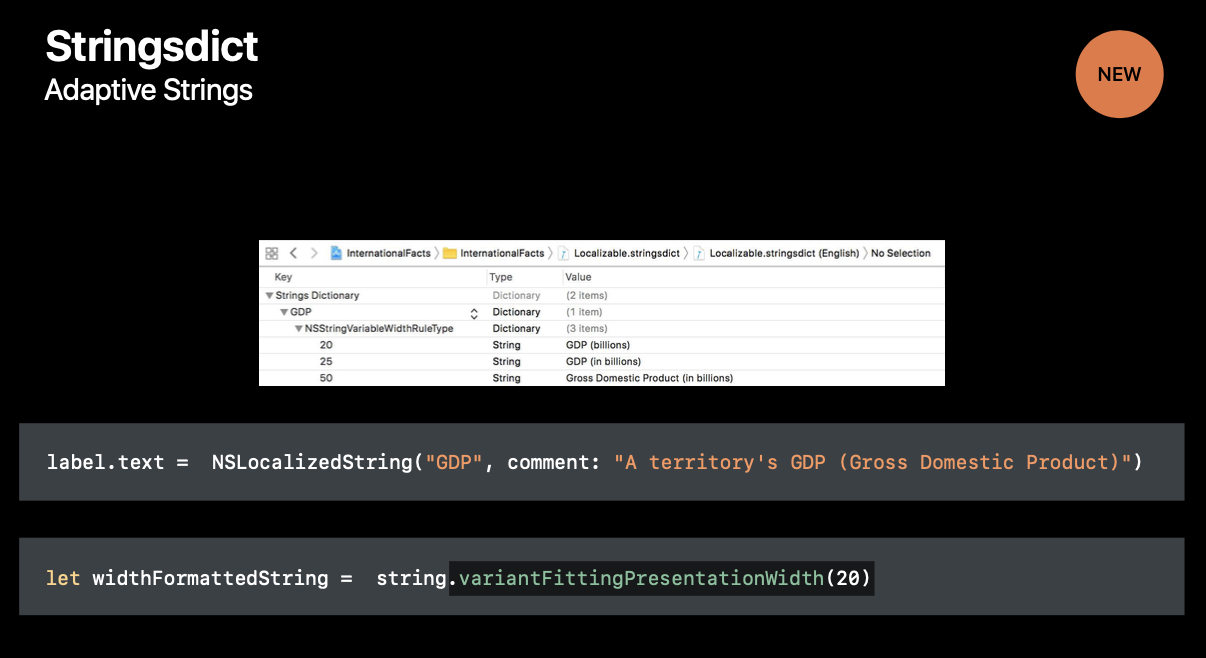 Stringsdict
Adaptive Strings
NEW
InternationalFacts InternationalFacts Localizable.stringsdict Localizable.stringsdict (English) No Selection
Key Type Value
Strings Dictionary Dictionary (2 items)
GDP Dictionary (1 item)
NSStringVariableWidthRuleType Dictionary (3 items)
20 String GDP (billions)
25 String GDP (in billions)
50 String Gross Domestic Product (in billions)
label.text = NSLocalizedString("GDP", comment: "A territory's GDP (Gross Domestic Product)")
let widthFormattedString = string.variantFittingPresentationWidth(20)